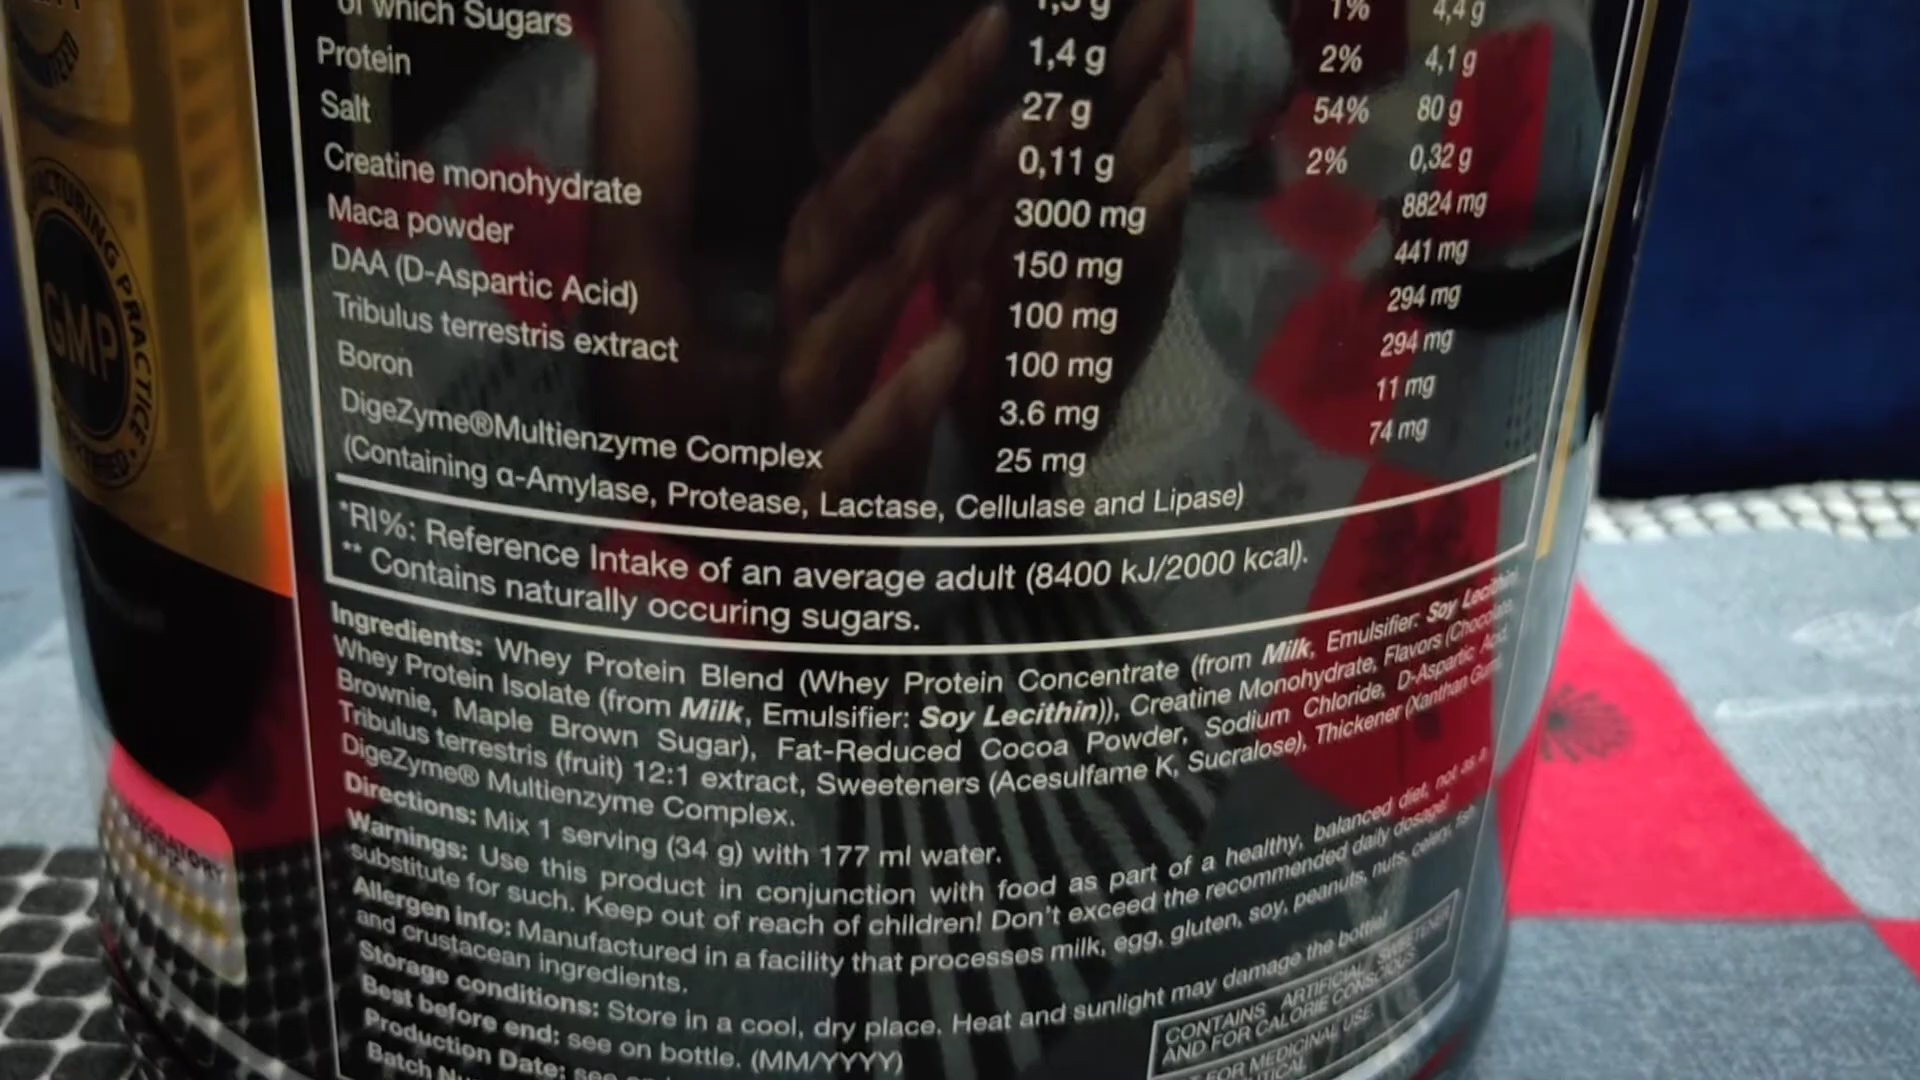 GMP
MANUFACTURING PRACTICE
of which Sugars 1,4 g 2% 4,1 g
Protein 27 g 54% 80 g
Salt 0,11 g 2% 0,32 g
Creatine monohydrate 3000 mg 8824 mg
Maca powder 150 mg 441 mg
DAA (D-Aspartic Acid) 100 mg 294 mg
Tribulus terrestris extract 100 mg 294 mg
Boron 3.6 mg 11 mg
DigeZyme®Multienzyme Complex 25 mg 74 mg
(Containing α-Amylase, Protease, Lactase, Cellulase and Lipase)
*RI%: Reference Intake of an average adult (8400 kJ/2000 kcal).
** Contains naturally occuring sugars.
Ingredients: Whey Protein Blend (Whey Protein Concentrate (from Milk, Emulsifier: Soy Lecithin),
Whey Protein Isolate (from Milk, Emulsifier: Soy Lecithin)), Creatine Monohydrate, Flavors (Chocolate
Brownie, Maple Brown Sugar), Fat-Reduced Cocoa Powder, Sodium Chloride, D-Aspartic Acid,
Tribulus terrestris (fruit) 12:1 extract, Sweeteners (Acesulfame K, Sucralose), Thickener (Xanthan Gum),
DigeZyme® Multienzyme Complex.
Directions: Mix 1 serving (34 g) with 177 ml water.
Warnings: Use this product in conjunction with food as part of a healthy, balanced diet, not as a
substitute for such. Keep out of reach of children! Don't exceed the recommended daily dosage!
Allergen info: Manufactured in a facility that processes milk, egg, gluten, soy, peanuts, nuts, celery, fish
and crustacean ingredients.
Storage conditions: Store in a cool, dry place. Heat and sunlight may damage the bottle!
Best before end: see on bottle. (MM/YYYY)
Production Date: see
Batch
CONTAINS ARTIFICIAL SWEETENER
AND FOR CALORIE CONSCIOUS
FOR MEDICINAL USE